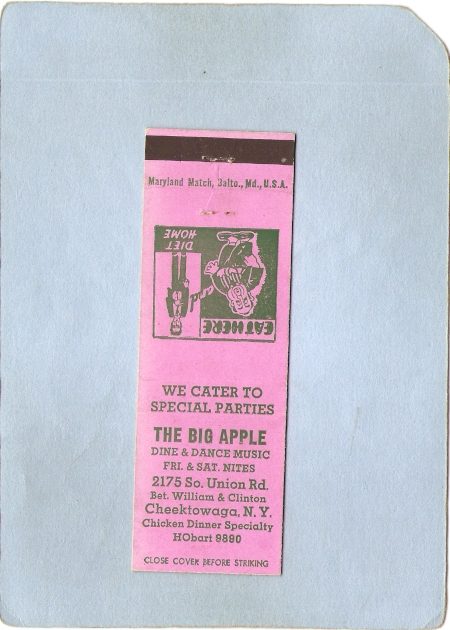 Maryland Match, Balto., Md., U.S.A.
EAT HERE
DIET
HOME
WE CATER TO
SPECIAL PARTIES
THE BIG APPLE
DINE & DANCE MUSIC
FRI. & SAT. NITES
2175 So. Union Rd.
Bet. William & Clinton
Cheektowaga, N. Y.
Chicken Dinner Specialty
HObart 9890
CLOSE COVER BEFORE STRIKING